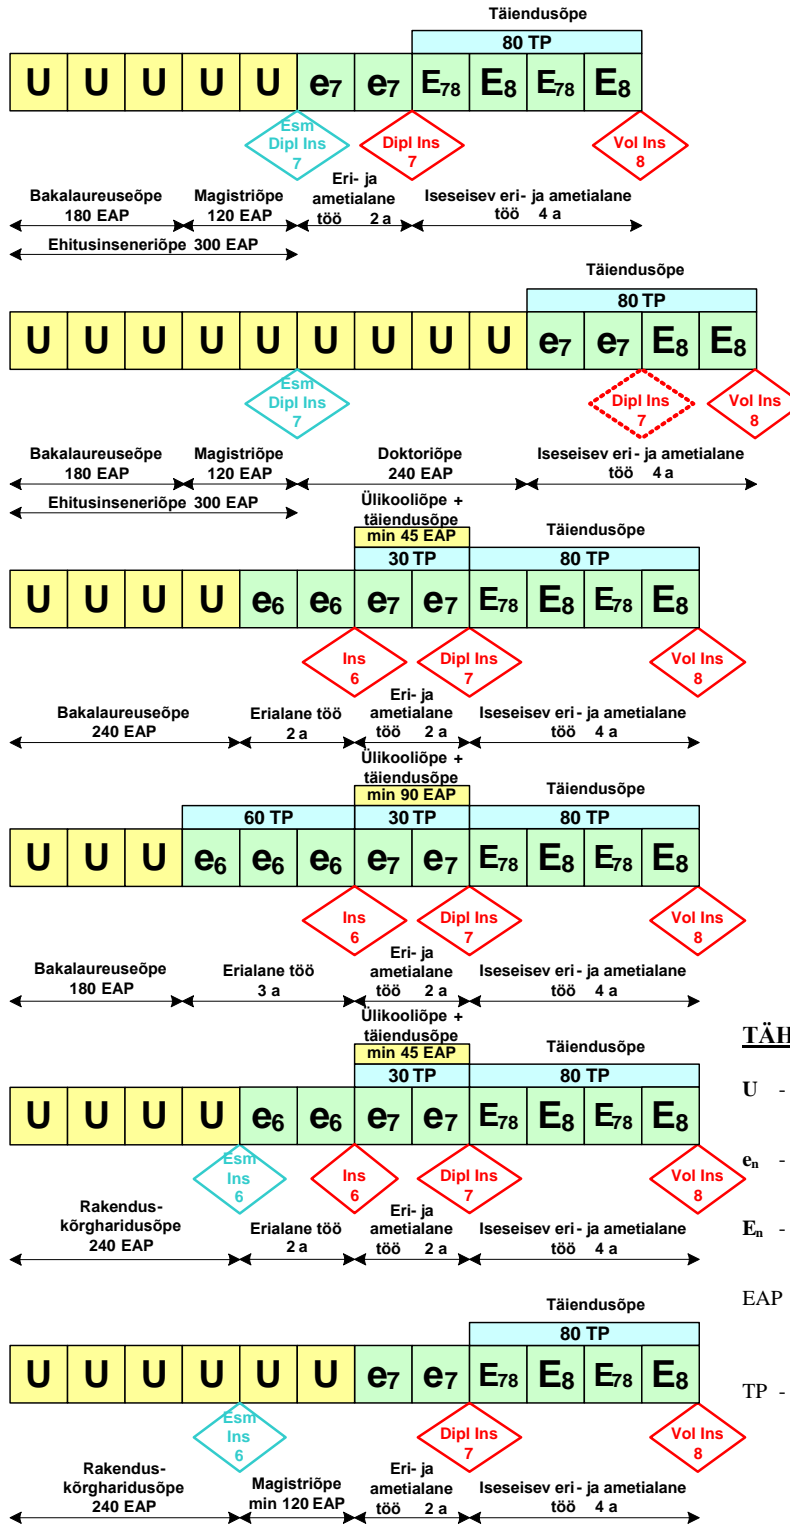 Täiendusõpe
80 TP
U U U U U e7 e7 E78 E8 E78 E8
Esm
Dipl Ins
7
Dipl Ins
7
Vol Ins
8
Bakalaureuseõpe
180 EAP
Magistriõpe
120 EAP
Eri- ja
ametialane
töö 2 a
Iseseisev eri- ja ametialane
töö 4 a
Ehitusinseneriõpe 300 EAP
Täiendusõpe
80 TP
U U U U U U U U U e7 e7 E8 E8
Esm
Dipl Ins
7
Dipl Ins
7
Vol Ins
8
Bakalaureuseõpe
180 EAP
Magistriõpe
120 EAP
Doktoriõpe
240 EAP
Iseseisev eri- ja ametialane
töö 4 a
Ehitusinseneriõpe 300 EAP
Ülikooliõpe +
täiendusõpe
min 45 EAP
30 TP
Täiendusõpe
80 TP
U U U U e6 e6 e7 e7 E78 E8 E78 E8
Ins
6
Dipl Ins
7
Vol Ins
8
Bakalaureuseõpe
240 EAP
Erialane töö
2 a
Eri- ja
ametialane
töö 2 a
Iseseisev eri- ja ametialane
töö 4 a
Ülikooliõpe +
täiendusõpe
min 90 EAP
60 TP
30 TP
Täiendusõpe
80 TP
U U U e6 e6 e6 e7 e7 E78 E8 E78 E8
Ins
6
Dipl Ins
7
Vol Ins
8
Bakalaureuseõpe
180 EAP
Erialane töö
3 a
Eri- ja
ametialane
töö 2 a
Iseseisev eri- ja ametialane
töö 4 a
Ülikooliõpe +
täiendusõpe
min 45 EAP
30 TP
Täiendusõpe
80 TP
U U U U e6 e6 e7 e7 E78 E8 E78 E8
Esm
Ins
6
Ins
6
Dipl Ins
7
Vol Ins
8
Rakendus-
kõrgharidusõpe
240 EAP
Erialane töö
2 a
Eri- ja
ametialane
töö 2 a
Iseseisev eri- ja ametialane
töö 4 a
Täiendusõpe
80 TP
U U U U U U e7 e7 E78 E8 E78 E8
Esm
Ins
6
Dipl Ins
7
Vol Ins
8
Rakendus-
kõrgharidusõpe
240 EAP
Magistriõpe
min 120 EAP
Eri- ja
ametialane
töö 2 a
Iseseisev eri- ja ametialane
töö 4 a
TÄH
U -
en -
En -
EAP
TP -